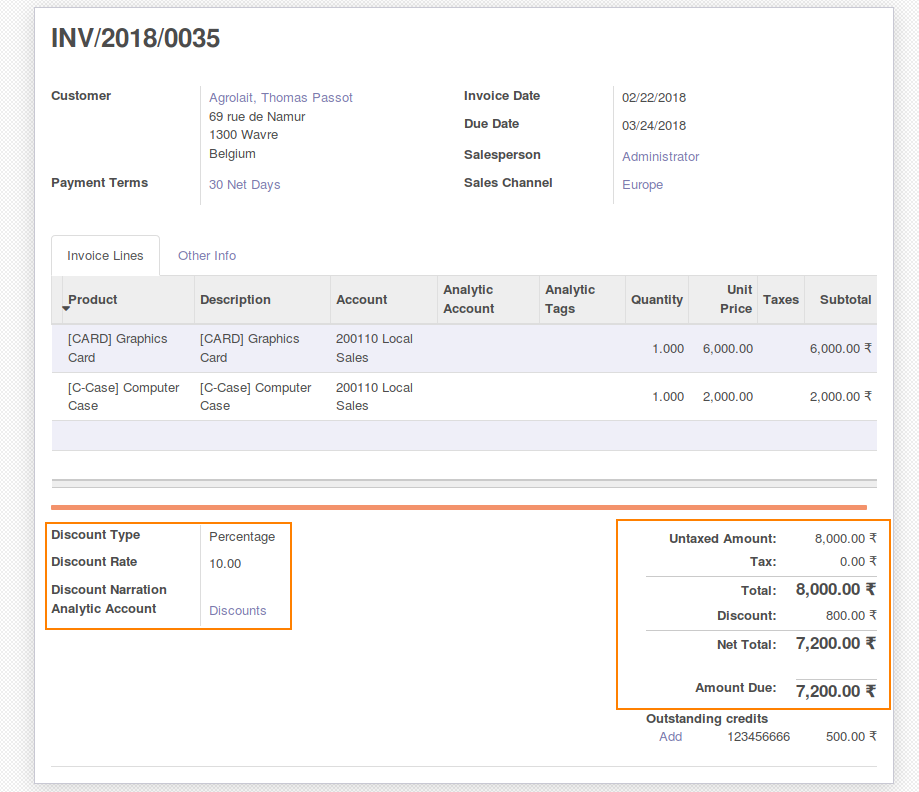 INV/2018/0035
Customer
Agrolait, Thomas Passot
69 rue de Namur
1300 Wavre
Belgium
Payment Terms
30 Net Days
Invoice Date
02/22/2018
Due Date
03/24/2018
Salesperson
Administrator
Sales Channel
Europe
Invoice Lines
Other Info
Product Description Account Analytic Account Analytic Tags Quantity Unit Price Taxes Subtotal
[CARD] Graphics Card [CARD] Graphics Card 200110 Local Sales 1.000 6,000.00 6,000.00 ₹
[C-Case] Computer Case [C-Case] Computer Case 200110 Local Sales 1.000 2,000.00 2,000.00 ₹
Discount Type Percentage
Discount Rate 10.00
Discount Narration
Analytic Account Discounts
Untaxed Amount: 8,000.00 ₹
Tax: 0.00 ₹
Total: 8,000.00 ₹
Discount: 800.00 ₹
Net Total: 7,200.00 ₹
Amount Due: 7,200.00 ₹
Outstanding credits
Add 123456666 500.00 ₹